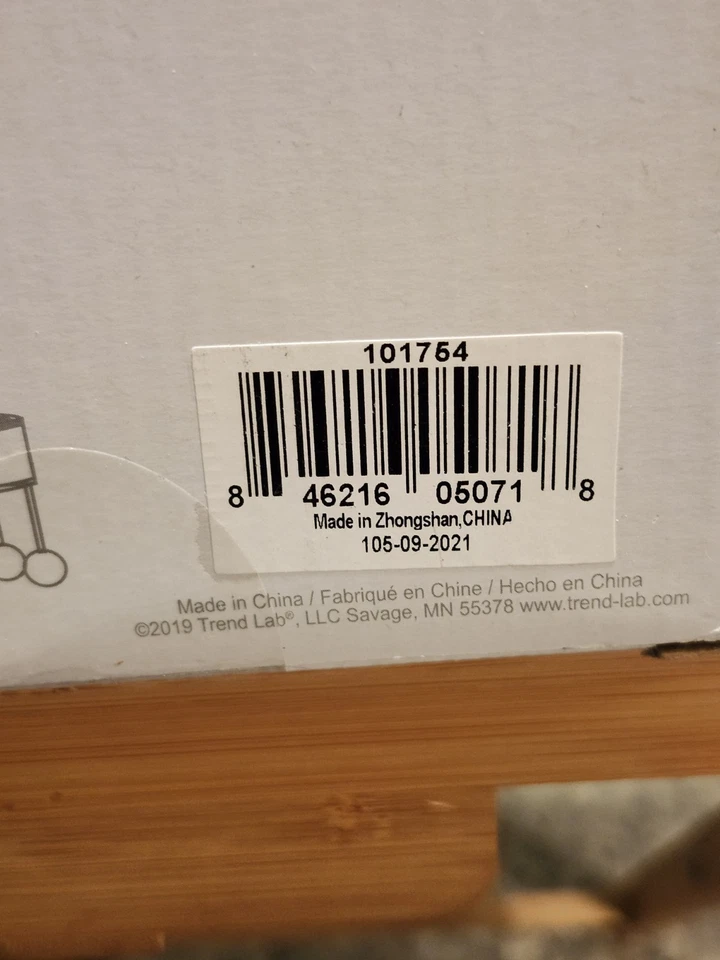 101754
8 46216 05071 8
Made in Zhongshan,CHINA
105-09-2021
Made in China / Fabriqué en Chine / Hecho en China
©2019 Trend Lab®, LLC Savage, MN 55378 www.trend-lab.com